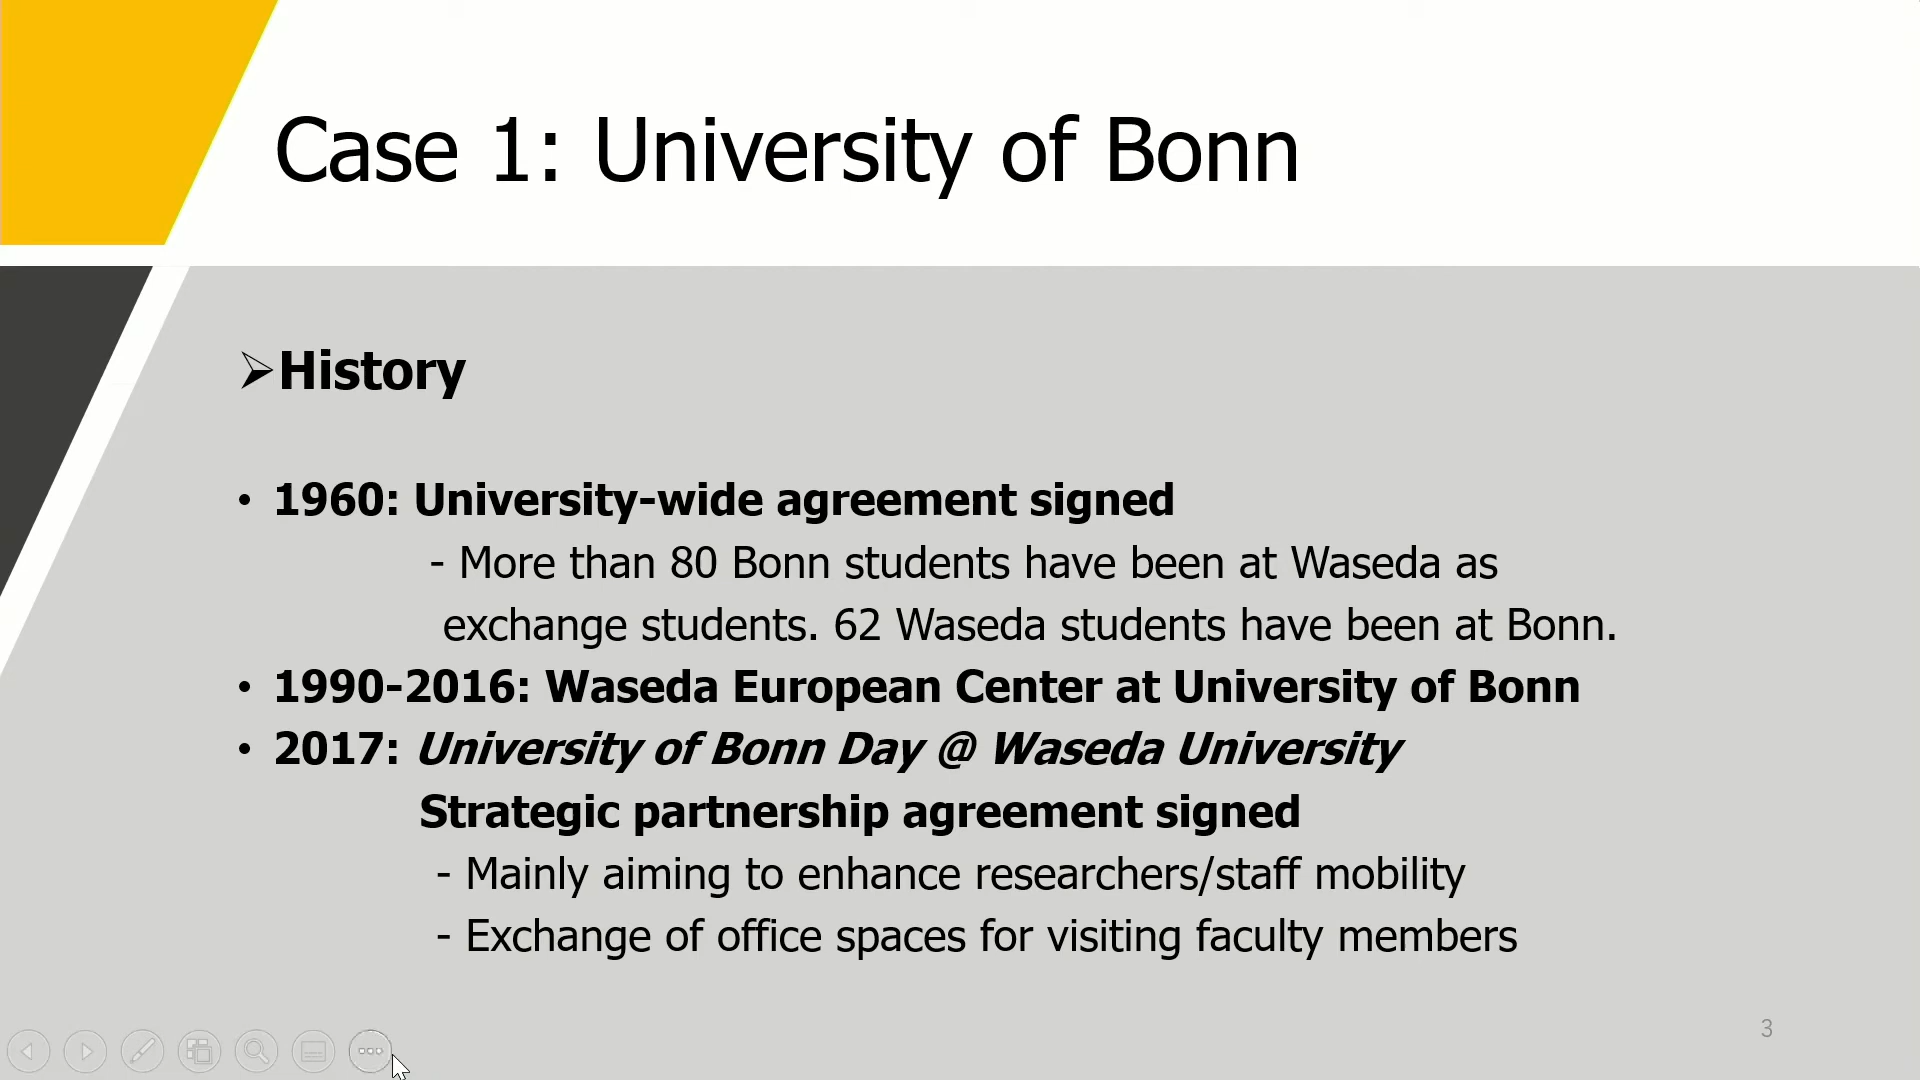 Case 1: University of Bonn
➢History
• 1960: University-wide agreement signed
- More than 80 Bonn students have been at Waseda as
exchange students. 62 Waseda students have been at Bonn.
• 1990-2016: Waseda European Center at University of Bonn
• 2017: University of Bonn Day @ Waseda University
Strategic partnership agreement signed
- Mainly aiming to enhance researchers/staff mobility
- Exchange of office spaces for visiting faculty members
3